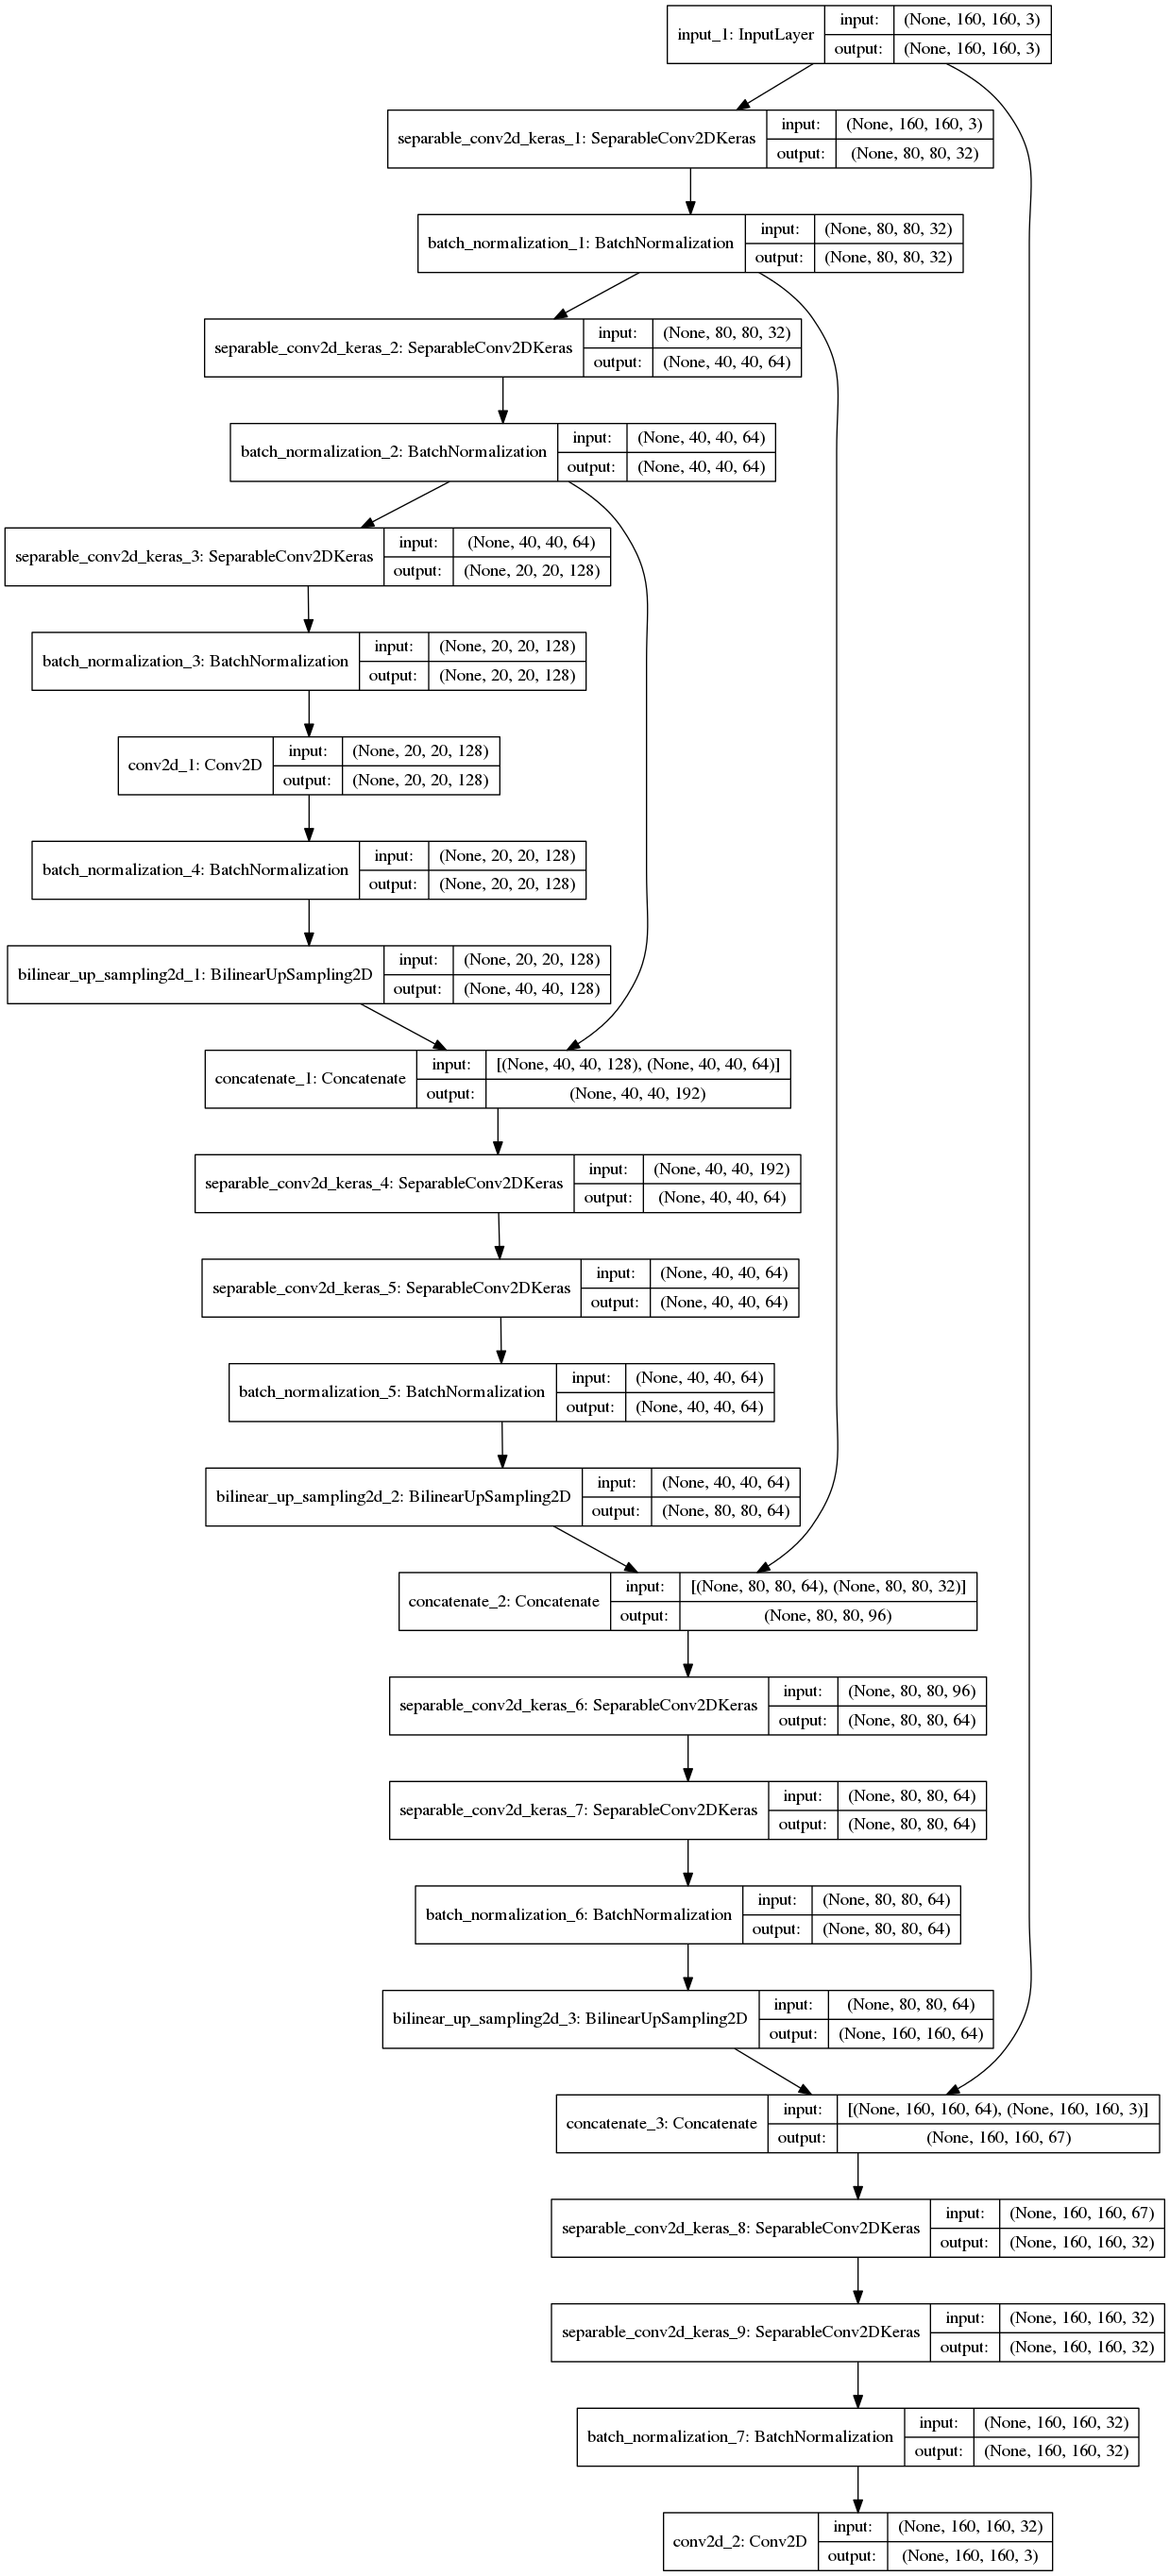 input_1: InputLayer
input: (None, 160, 160, 3)
output: (None, 160, 160, 3)
separable_conv2d_keras_1: SeparableConv2DKeras
input: (None, 160, 160, 3)
output: (None, 80, 80, 32)
batch_normalization_1: BatchNormalization
input: (None, 80, 80, 32)
output: (None, 80, 80, 32)
separable_conv2d_keras_2: SeparableConv2DKeras
input: (None, 80, 80, 32)
output: (None, 40, 40, 64)
batch_normalization_2: BatchNormalization
input: (None, 40, 40, 64)
output: (None, 40, 40, 64)
separable_conv2d_keras_3: SeparableConv2DKeras
input: (None, 40, 40, 64)
output: (None, 20, 20, 128)
batch_normalization_3: BatchNormalization
input: (None, 20, 20, 128)
output: (None, 20, 20, 128)
conv2d_1: Conv2D
input: (None, 20, 20, 128)
output: (None, 20, 20, 128)
batch_normalization_4: BatchNormalization
input: (None, 20, 20, 128)
output: (None, 20, 20, 128)
bilinear_up_sampling2d_1: BilinearUpSampling2D
input: (None, 20, 20, 128)
output: (None, 40, 40, 128)
concatenate_1: Concatenate
input: [(None, 40, 40, 128), (None, 40, 40, 64)]
output: (None, 40, 40, 192)
separable_conv2d_keras_4: SeparableConv2DKeras
input: (None, 40, 40, 192)
output: (None, 40, 40, 64)
separable_conv2d_keras_5: SeparableConv2DKeras
input: (None, 40, 40, 64)
output: (None, 40, 40, 64)
batch_normalization_5: BatchNormalization
input: (None, 40, 40, 64)
output: (None, 40, 40, 64)
bilinear_up_sampling2d_2: BilinearUpSampling2D
input: (None, 40, 40, 64)
output: (None, 80, 80, 64)
concatenate_2: Concatenate
input: [(None, 80, 80, 64), (None, 80, 80, 32)]
output: (None, 80, 80, 96)
separable_conv2d_keras_6: SeparableConv2DKeras
input: (None, 80, 80, 96)
output: (None, 80, 80, 64)
separable_conv2d_keras_7: SeparableConv2DKeras
input: (None, 80, 80, 64)
output: (None, 80, 80, 64)
batch_normalization_6: BatchNormalization
input: (None, 80, 80, 64)
output: (None, 80, 80, 64)
bilinear_up_sampling2d_3: BilinearUpSampling2D
input: (None, 80, 80, 64)
output: (None, 160, 160, 64)
concatenate_3: Concatenate
input: [(None, 160, 160, 64), (None, 160, 160, 3)]
output: (None, 160, 160, 67)
separable_conv2d_keras_8: SeparableConv2DKeras
input: (None, 160, 160, 67)
output: (None, 160, 160, 32)
separable_conv2d_keras_9: SeparableConv2DKeras
input: (None, 160, 160, 32)
output: (None, 160, 160, 32)
batch_normalization_7: BatchNormalization
input: (None, 160, 160, 32)
output: (None, 160, 160, 32)
conv2d_2: Conv2D
input: (None, 160, 160, 32)
output: (None, 160, 160, 3)